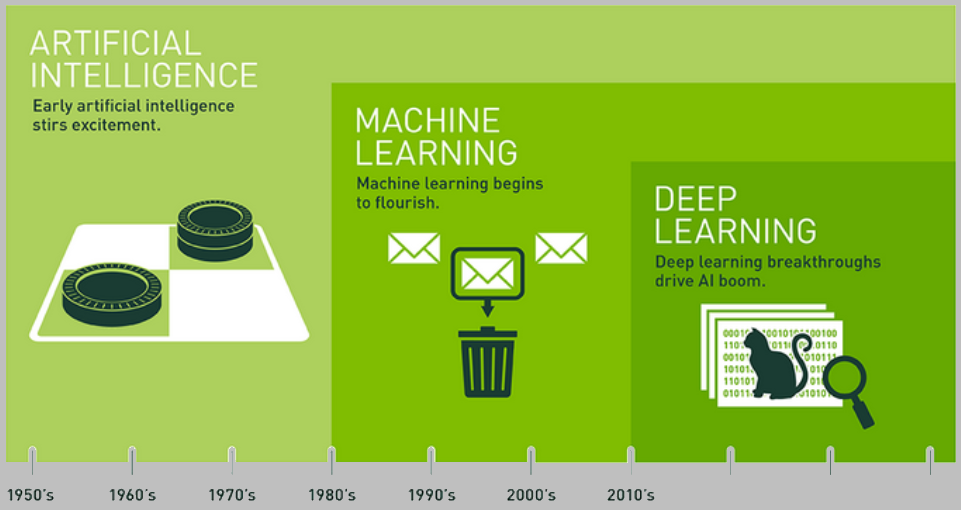 ARTIFICIAL
INTELLIGENCE
Early artificial intelligence
stirs excitement.
MACHINE
LEARNING
Machine learning begins
to flourish.
DEEP
LEARNING
Deep learning breakthroughs
drive AI boom.
1950's 1960's 1970's 1980's 1990's 2000's 2010's